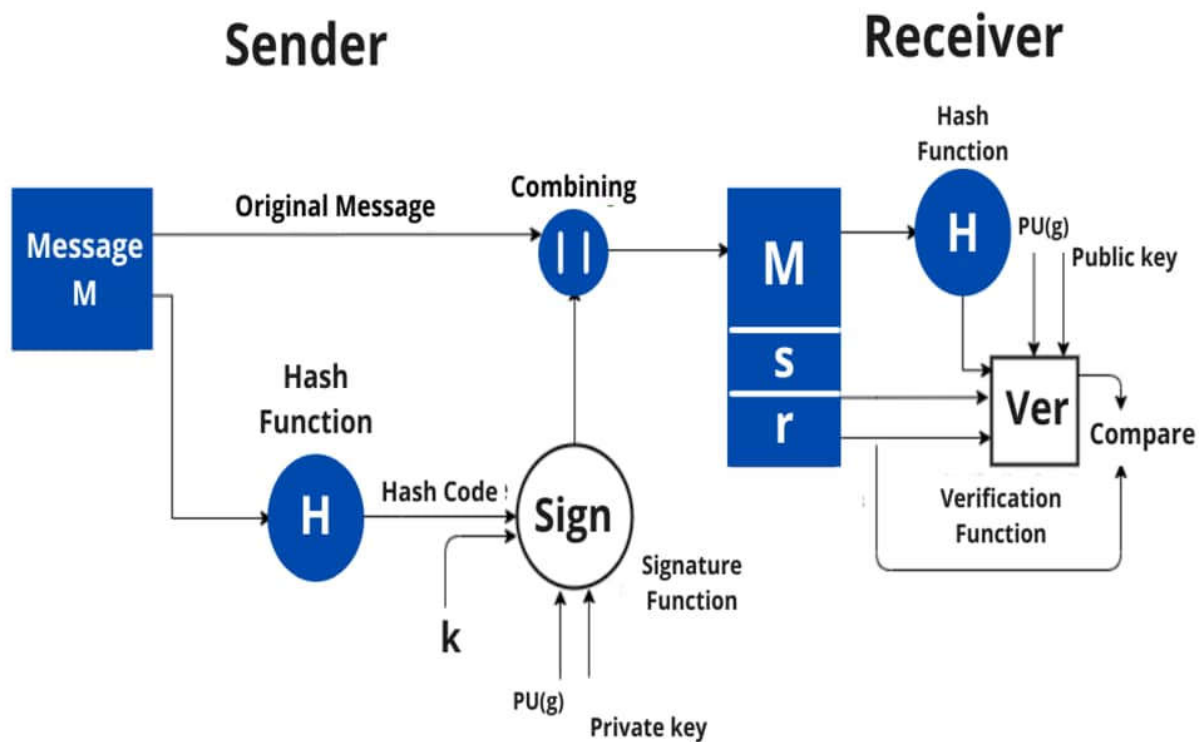 Sender
Receiver
Hash
Function
Combining
Original Message
Message
M
| |
M
H
PU(g)
Public key
s
r
Ver
Compare
Hash
Function
H
Hash Code
Sign
Verification
Function
Signature
Function
k
PU(g)
Private key